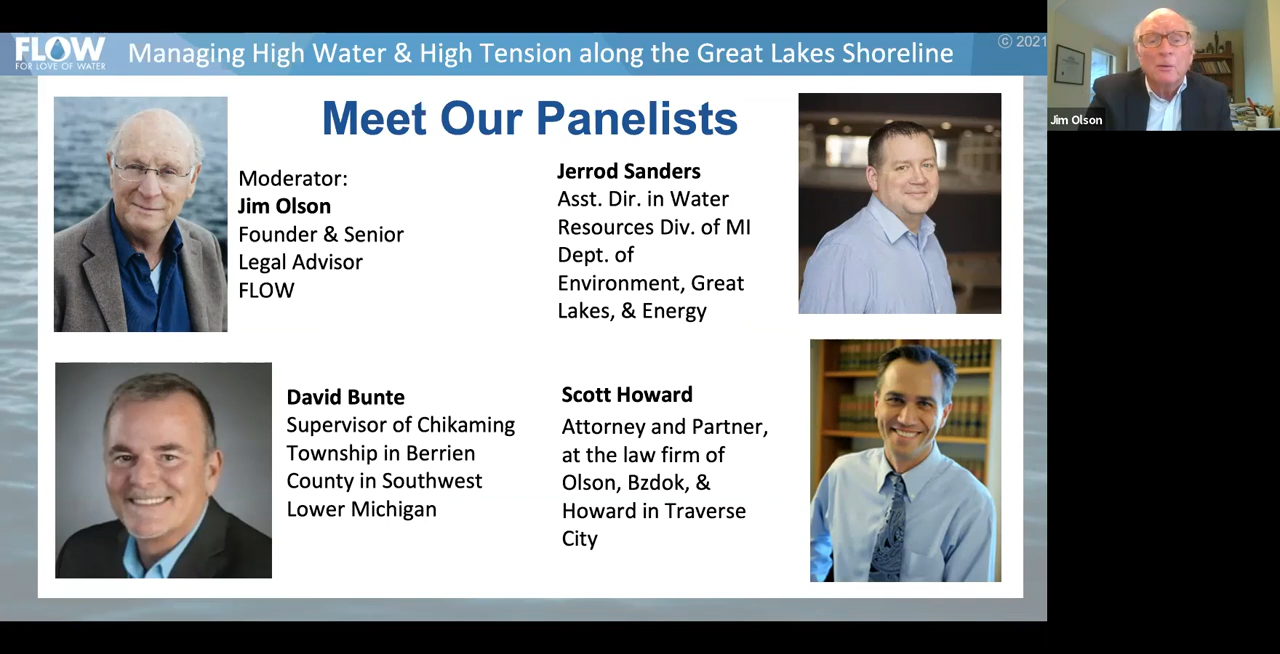 FLOW
FOR LOVE OF WATER
Managing High Water & High Tension along the Great Lakes Shoreline
© 2021
Meet Our Panelists
Moderator:
Jim Olson
Founder & Senior
Legal Advisor
FLOW
Jerrod Sanders
Asst. Dir. in Water
Resources Div. of MI
Dept. of
Environment, Great
Lakes, & Energy
David Bunte
Supervisor of Chikaming
Township in Berrien
County in Southwest
Lower Michigan
Scott Howard
Attorney and Partner,
at the law firm of
Olson, Bzdok, &
Howard in Traverse
City
Jim Olson